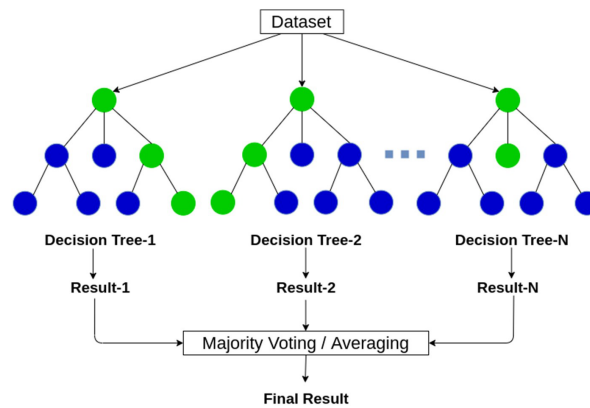 Dataset
Decision Tree-1
Decision Tree-2
Decision Tree-N
Result-1
Result-2
Result-N
Majority Voting / Averaging
Final Result